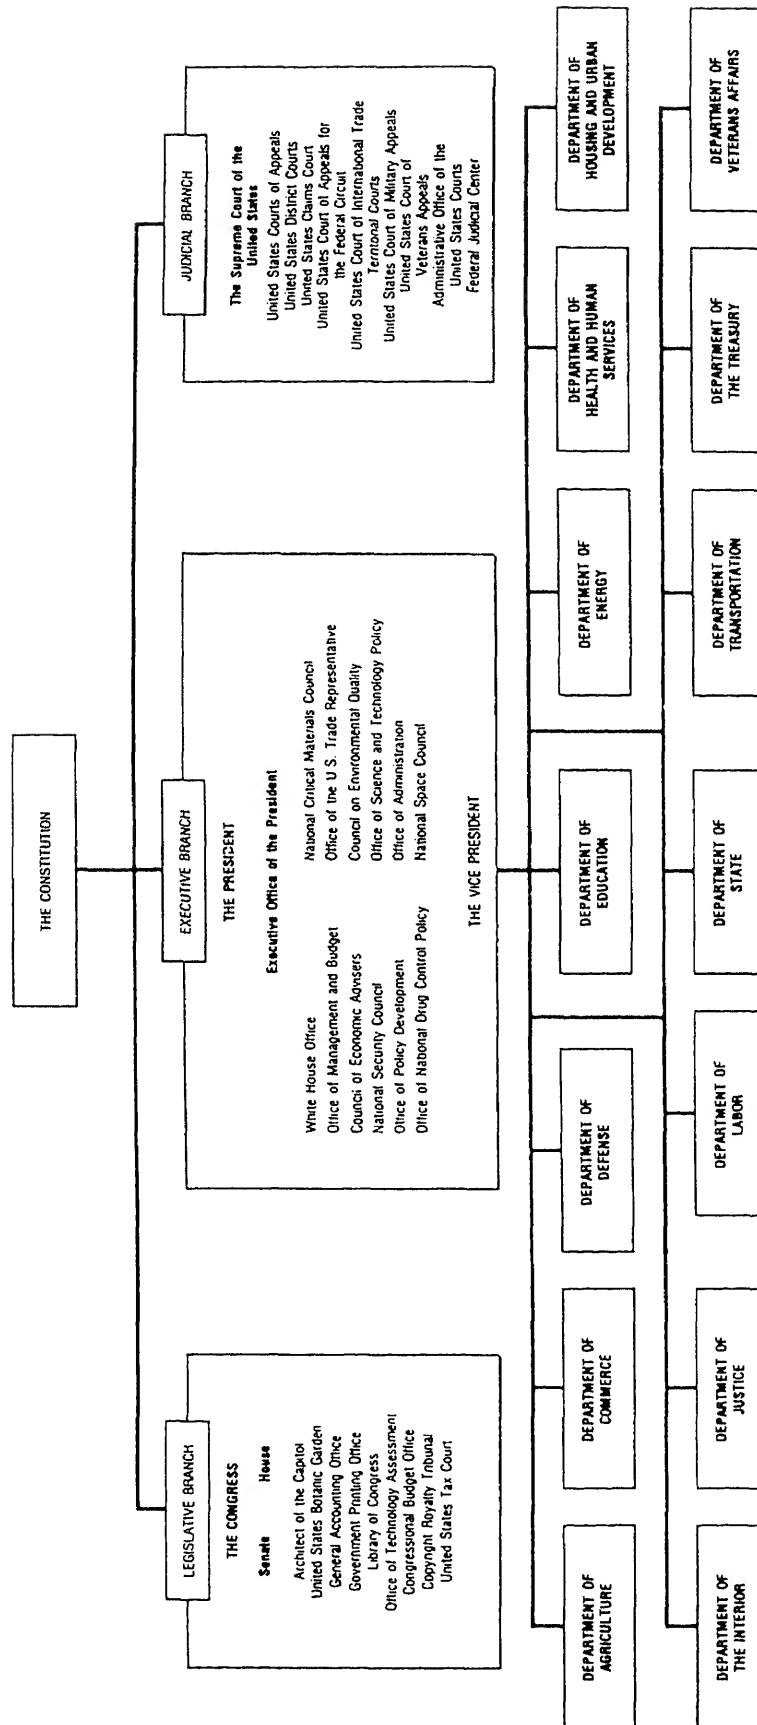 THE CONSTITUTION
LEGISLATIVE BRANCH
THE CONGRESS
Senate House
Architect of the Capitol
United States Botanic Garden
General Accounting Office
Government Printing Office
Library of Congress
Office of Technology Assessment
Congressional Budget Office
Copyright Royalty Tribunal
United States Tax Court
EXECUTIVE BRANCH
THE PRESIDENT
Executive Office of the President
White House Office
Office of Management and Budget
Council of Economic Advisers
National Security Council
Office of Policy Development
Office of National Drug Control Policy
National Critical Materials Council
Office of the U.S. Trade Representative
Council on Environmental Quality
Office of Science and Technology Policy
Office of Administration
National Space Council
THE VICE PRESIDENT
JUDICIAL BRANCH
The Supreme Court of the
United States
United States Courts of Appeals
United States District Courts
United States Claims Court
United States Court of Appeals for
the Federal Circuit
United States Court of International Trade
Territorial Courts
United States Court of Military Appeals
United States Court of
Veterans Appeals
Administrative Office of the
United States Courts
Federal Judicial Center
DEPARTMENT OF
AGRICULTURE
DEPARTMENT OF
COMMERCE
DEPARTMENT OF
DEFENSE
DEPARTMENT OF
EDUCATION
DEPARTMENT OF
ENERGY
DEPARTMENT OF
HEALTH AND HUMAN
SERVICES
DEPARTMENT OF
HOUSING AND URBAN
DEVELOPMENT
DEPARTMENT OF
THE INTERIOR
DEPARTMENT OF
JUSTICE
DEPARTMENT OF
LABOR
DEPARTMENT OF
STATE
DEPARTMENT OF
TRANSPORTATION
DEPARTMENT OF
THE TREASURY
DEPARTMENT OF
VETERANS AFFAIRS